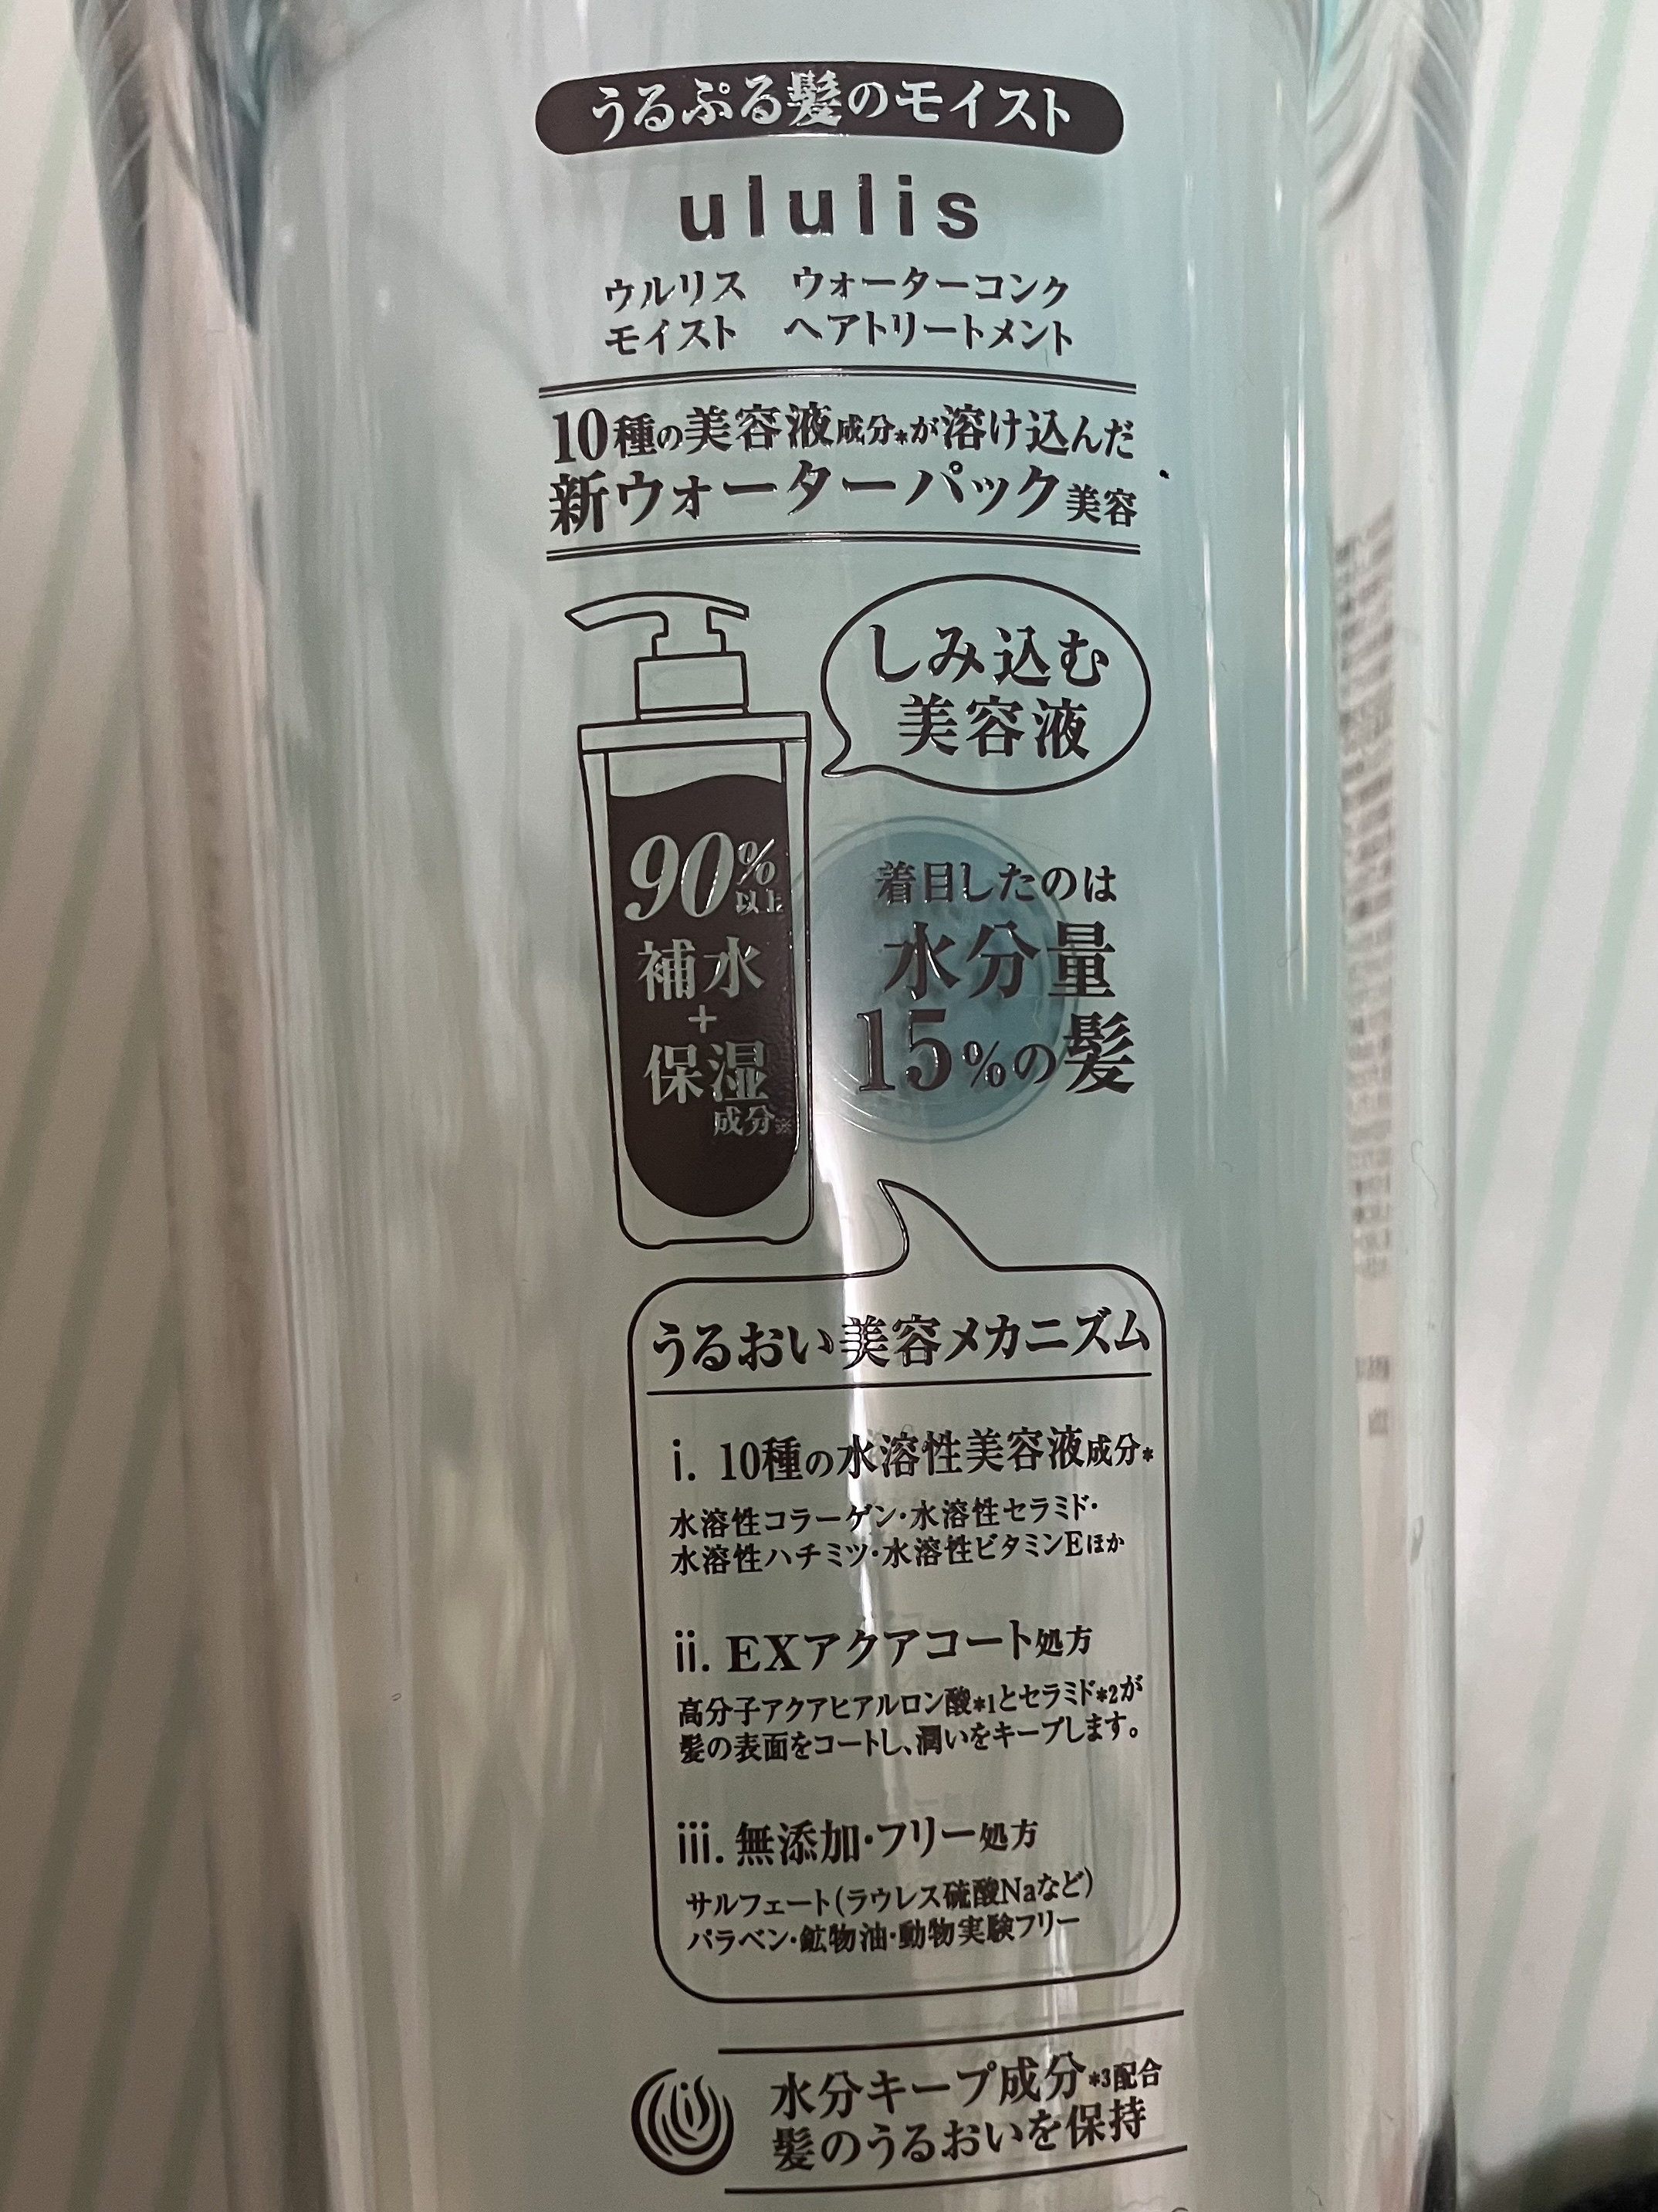 うるぷる髪のモイスト
ululis
ウルリス ウォーターコンク
モイスト ヘアトリートメント
10種の美容液成分*が溶け込んだ
新ウォーターパック美容
しみ込む
美容液
90%以上
補水
+
保湿
成分※
着目したのは
水分量
15%の髪
うるおい美容メカニズム
i. 10種の水溶性美容液成分*
水溶性コラーゲン・水溶性セラミド・
水溶性ハチミツ・水溶性ビタミンEほか
ii. EXアクアコート処方
高分子アクアヒアルロン酸*1とセラミド*2が
髪の表面をコートし、潤いをキープします。
iii. 無添加・フリー処方
サルフェート(ラウレス硫酸Naなど)
パラベン・鉱物油・動物実験フリー
水分キープ成分*3配合
髪のうるおいを保持